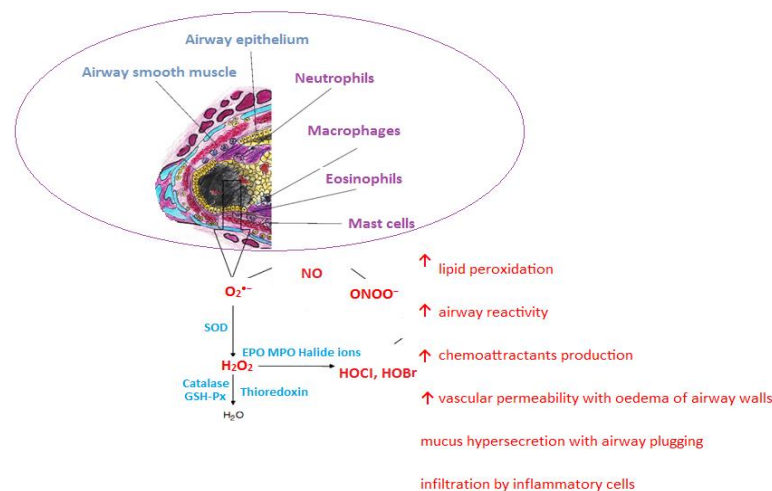 Airway epithelium
Airway smooth muscle
Neutrophils
Macrophages
Eosinophils
Mast cells
NO
O₂•⁻
ONOO⁻
SOD
H₂O₂
EPO MPO Halide ions
HOCl, HOBr
Catalase
GSH-Px
Thioredoxin
H₂O
↑ lipid peroxidation
↑ airway reactivity
↑ chemoattractants production
↑ vascular permeability with oedema of airway walls
mucus hypersecretion with airway plugging
infiltration by inflammatory cells